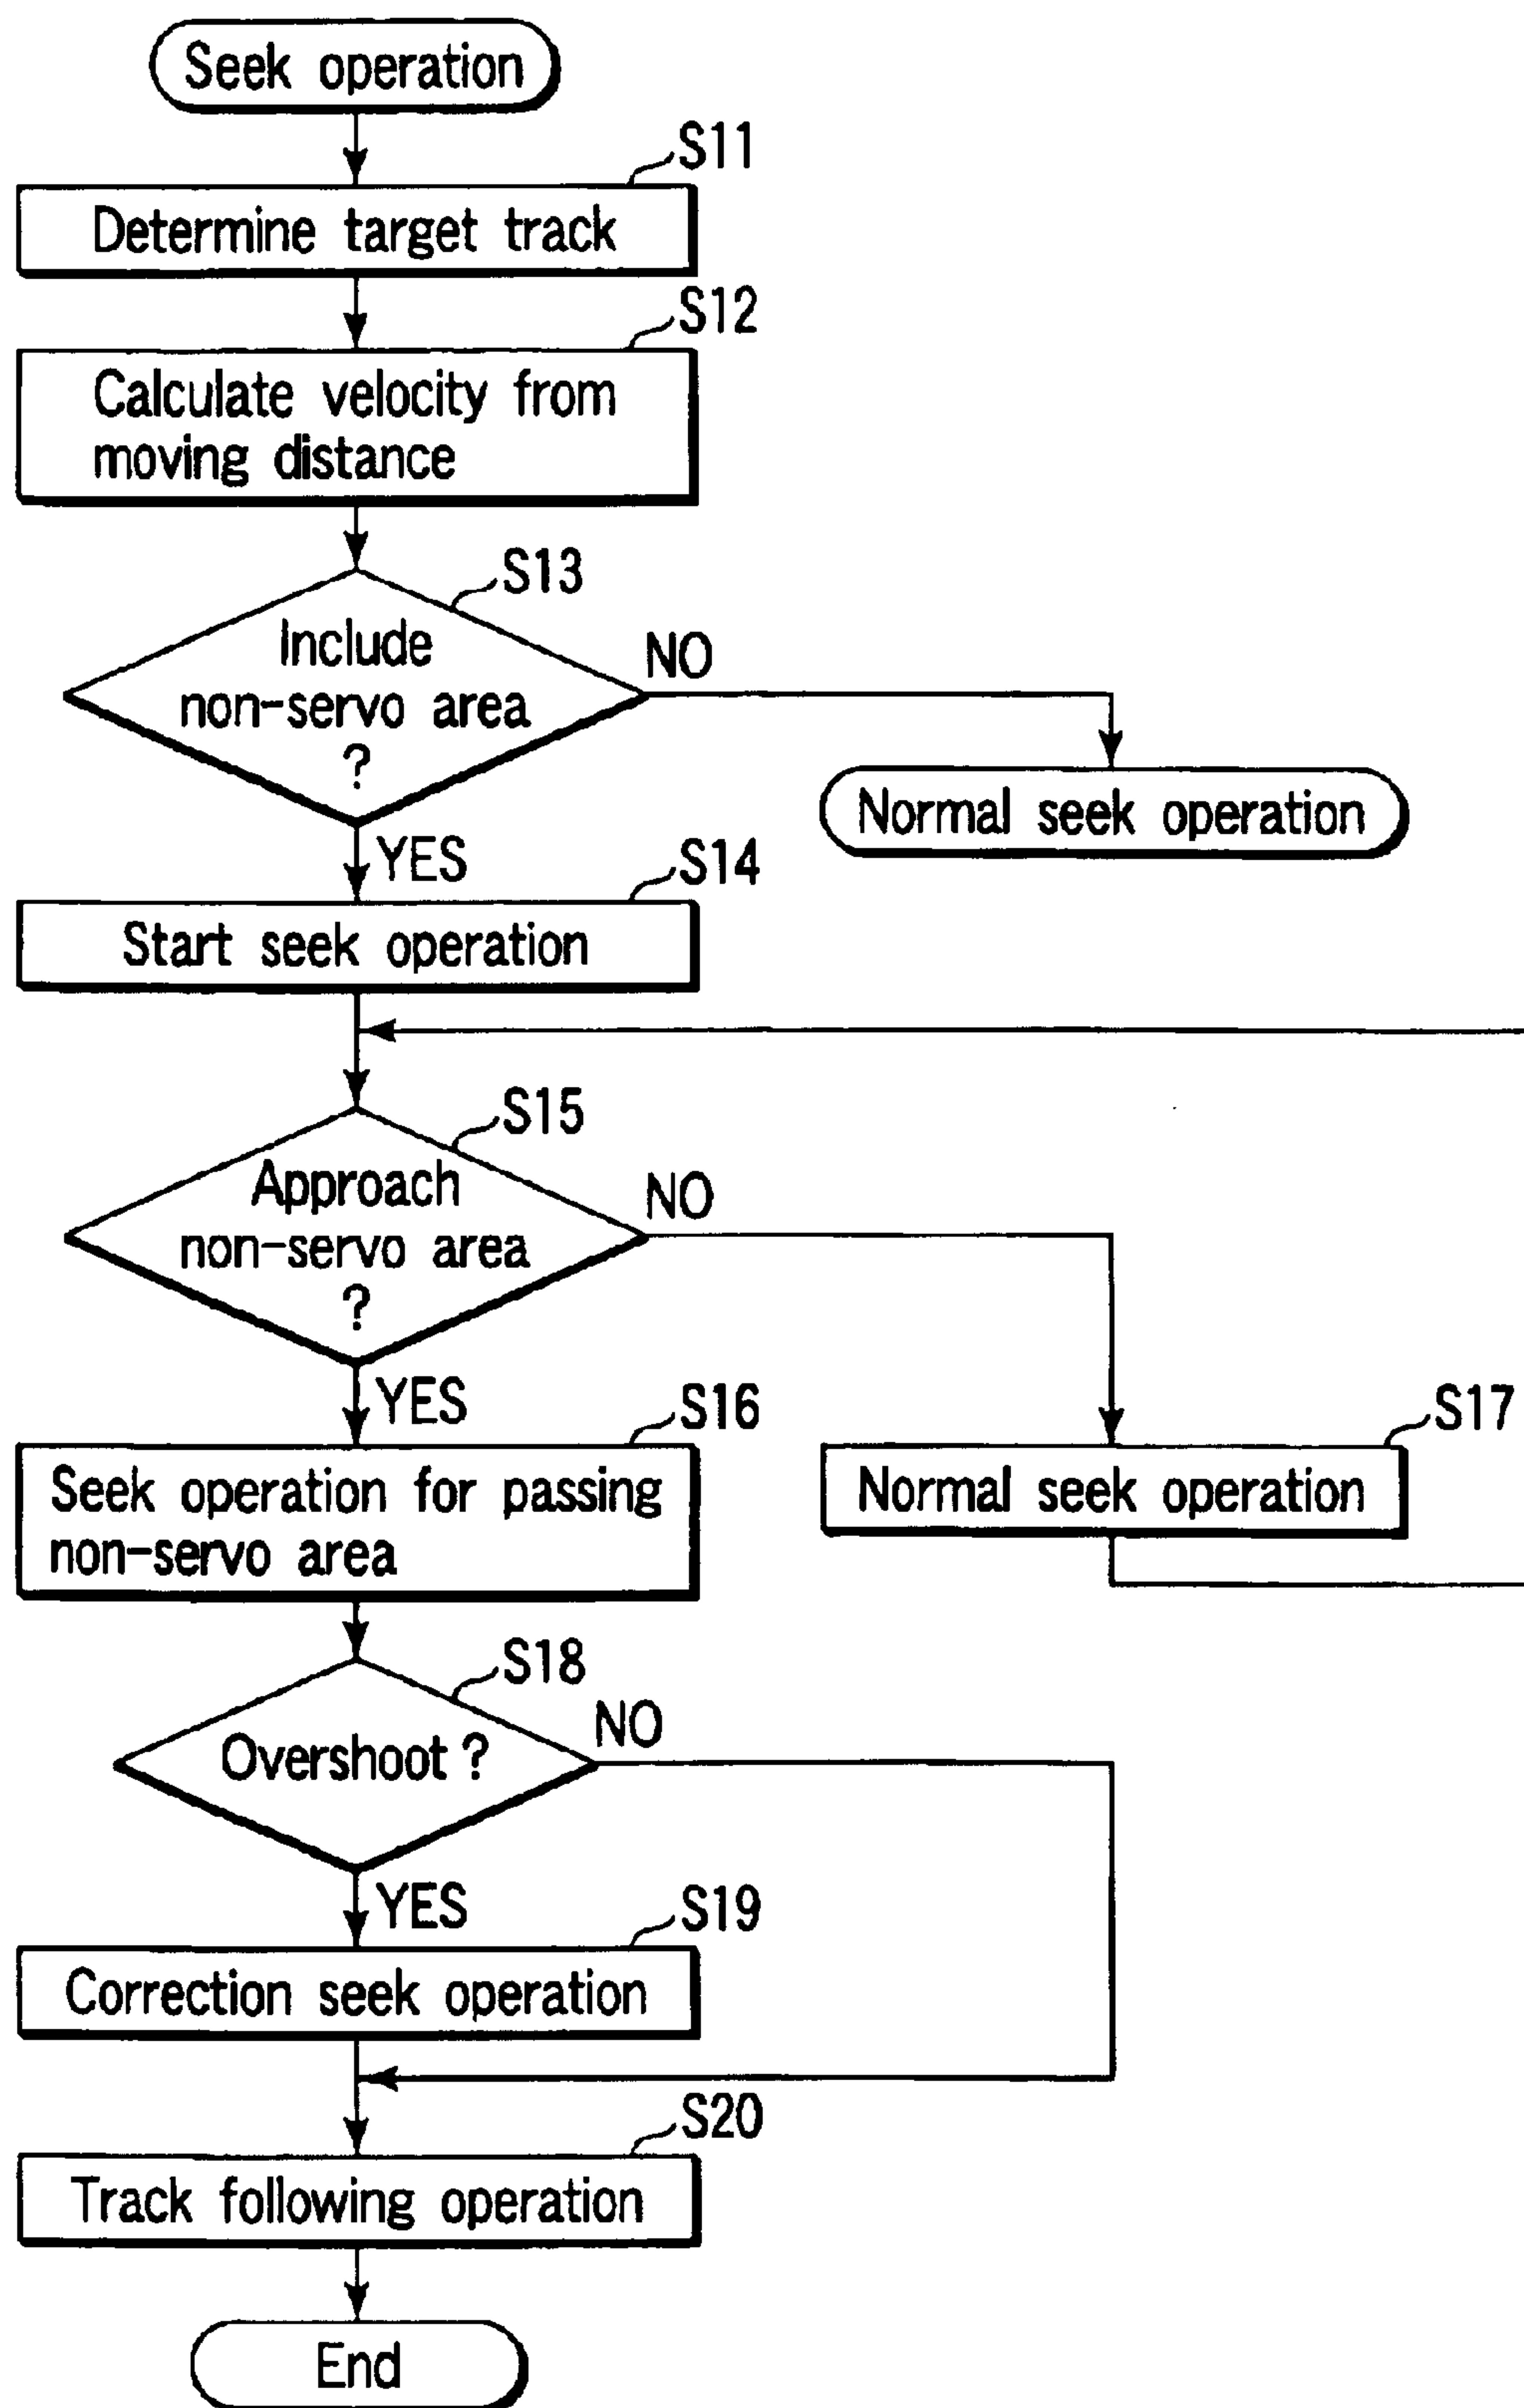 Seek operation
S11
Determine target track
S12
Calculate velocity from
moving distance
S13
Include
non-servo area
?
NO
Normal seek operation
YES
S14
Start seek operation
S15
Approach
non-servo area
?
NO
YES
S16
Seek operation for passing
non-servo area
S17
Normal seek operation
S18
Overshoot ?
NO
YES
S19
Correction seek operation
S20
Track following operation
End